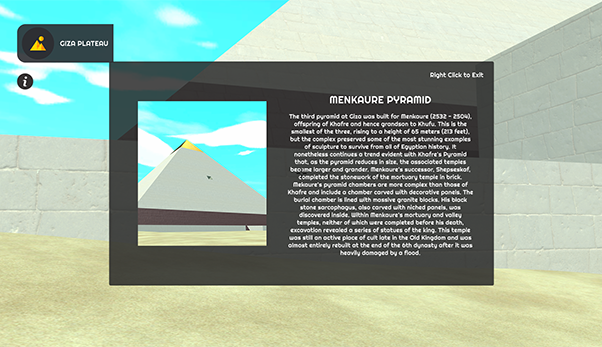 GIZA PLATEAU
Right Click to Exit
MENKAURE PYRAMID
The third pyramid at Giza was built for Menkaure (2532 - 2504),
offspring of Khafre and hence grandson to Khufu. This is the
smallest of the three, rising to a height of 65 meters (213 feet),
but the complex preserved some of the most stunning examples
of sculpture to survive from all of Egyptian history. It
nonetheless continues a trend evident with Khafre's Pyramid
that, as the pyramid reduces in size, the associated temples
become larger and grander. Menkaure's successor, Shepseskaf,
completed the stonework of the mortuary temple in brick.
Mekaure's pyramid chambers are more complex than those of
Khafre and include a chamber carved with decorative panels. The
burial chamber is lined with massive granite blocks. His black
stone sarcophagus, also carved with niched panels, was
discovered inside. Within Menkaure's mortuary and valley
temples, neither of which were completed before his death,
excavation revealed a series of statues of the king. This temple
was still an active place of cult late in the Old Kingdom and was
almost entirely rebuilt at the end of the 6th dynasty after it was
heavily damaged by a flood.